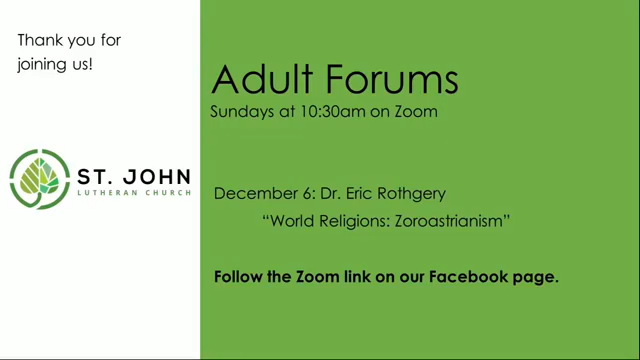 Thank you for
joining us!
ST. JOHN
LUTHERAN CHURCH
Adult Forums
Sundays at 10:30am on Zoom
December 6: Dr. Eric Rothgery
“World Religions: Zoroastrianism”
Follow the Zoom link on our Facebook page.